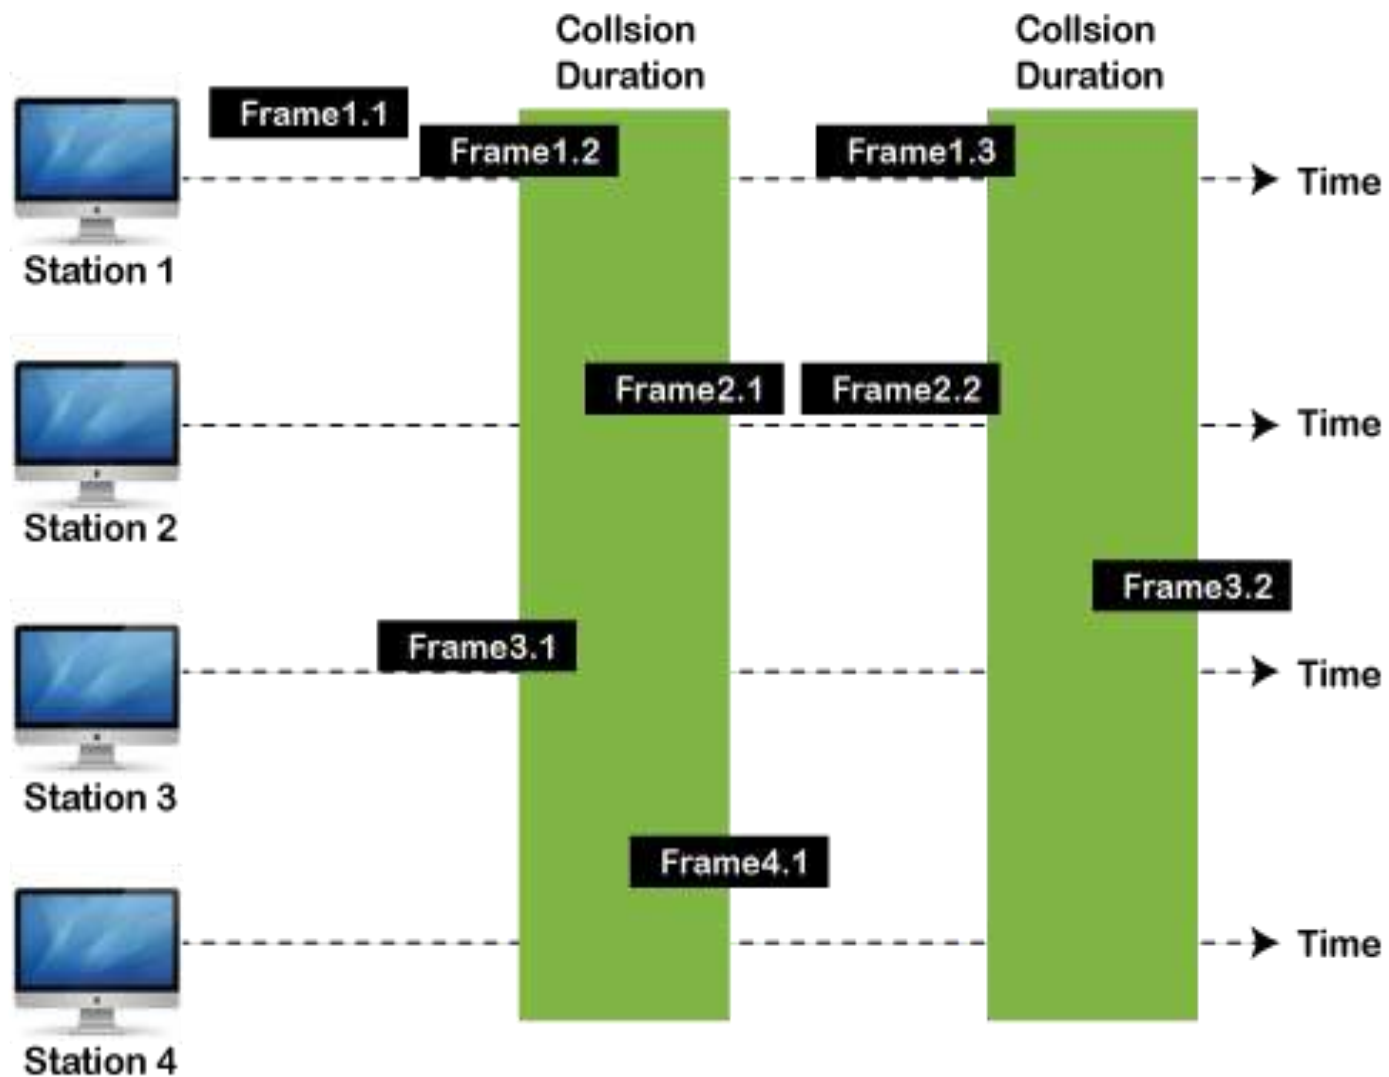 Collsion
Duration
Collsion
Duration
Frame1.1
Frame1.2
Frame1.3
Time
Station 1
Frame2.1
Frame2.2
Time
Station 2
Frame3.2
Frame3.1
Time
Station 3
Frame4.1
Time
Station 4